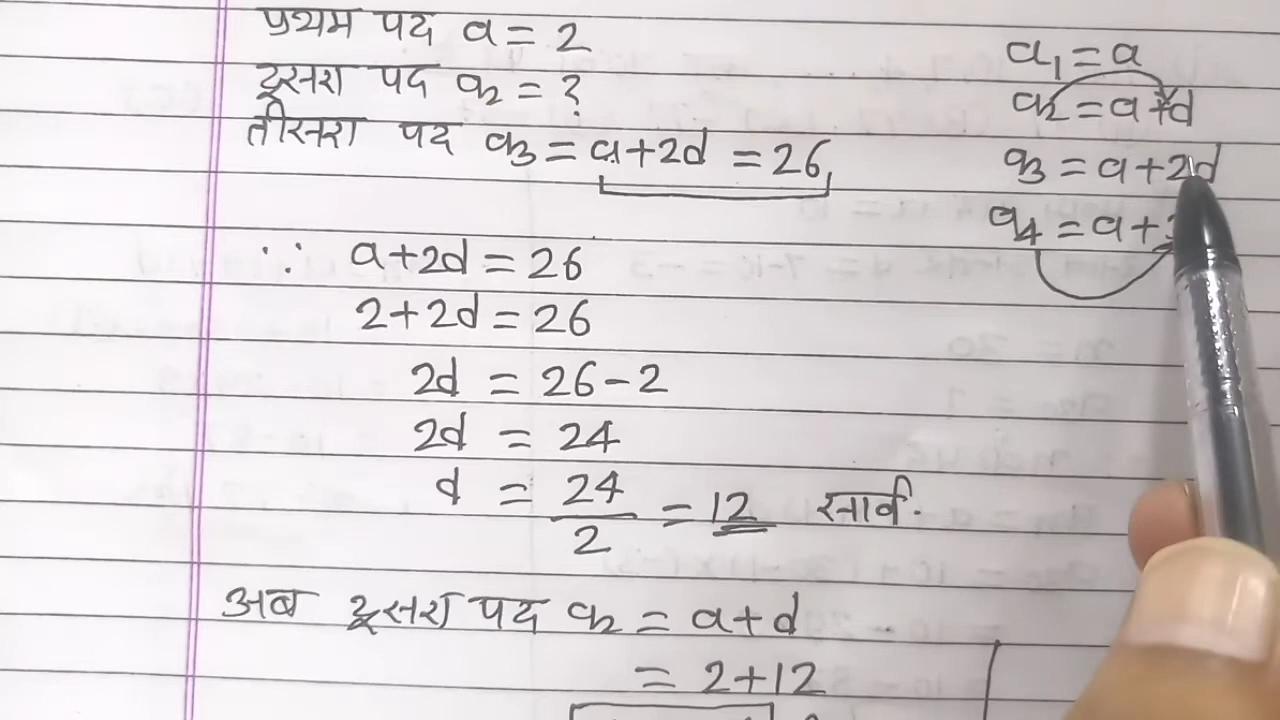 प्रथम पद a = 2
दूसरा पद a2 = ?
तीसरा पद a3 = a+2d = 26
∵ a+2d = 26
2+2d = 26
2d = 26-2
2d = 24
d = 24/2 = 12 सार्व.
अब दूसरा पद a2 = a+d
= 2+12
a1 = a
a2 = a+d
a3 = a+2d
a4 = a+